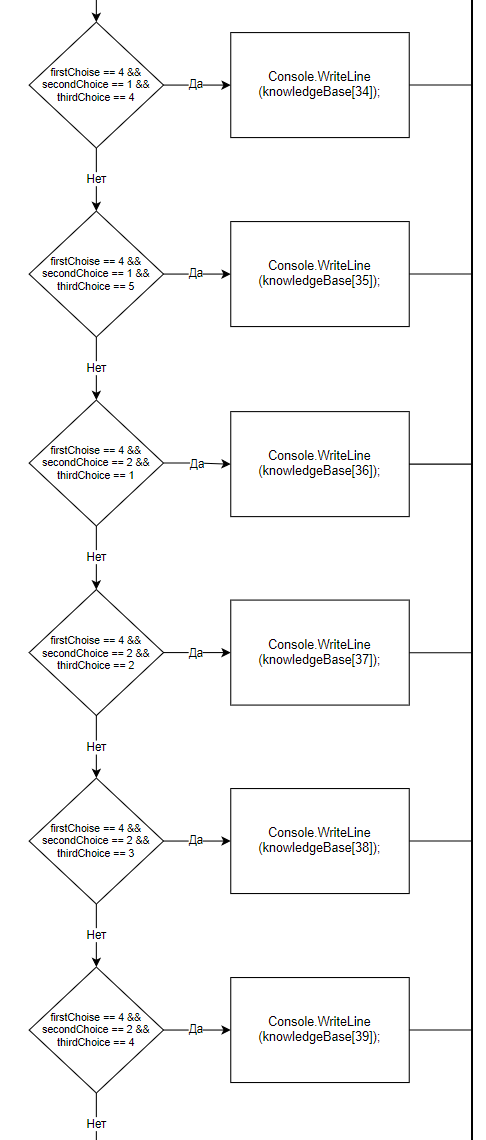 firstChoise == 4 &&
secondChoice == 1 &&
thirdChoice == 4
Да
Console.WriteLine
(knowledgeBase[34]);
Нет
firstChoise == 4 &&
secondChoice == 1 &&
thirdChoice == 5
Да
Console.WriteLine
(knowledgeBase[35]);
Нет
firstChoise == 4 &&
secondChoice == 2 &&
thirdChoice == 1
Да
Console.WriteLine
(knowledgeBase[36]);
Нет
firstChoise == 4 &&
secondChoice == 2 &&
thirdChoice == 2
Да
Console.WriteLine
(knowledgeBase[37]);
Нет
firstChoise == 4 &&
secondChoice == 2 &&
thirdChoice == 3
Да
Console.WriteLine
(knowledgeBase[38]);
Нет
firstChoise == 4 &&
secondChoice == 2 &&
thirdChoice == 4
Да
Console.WriteLine
(knowledgeBase[39]);
Нет